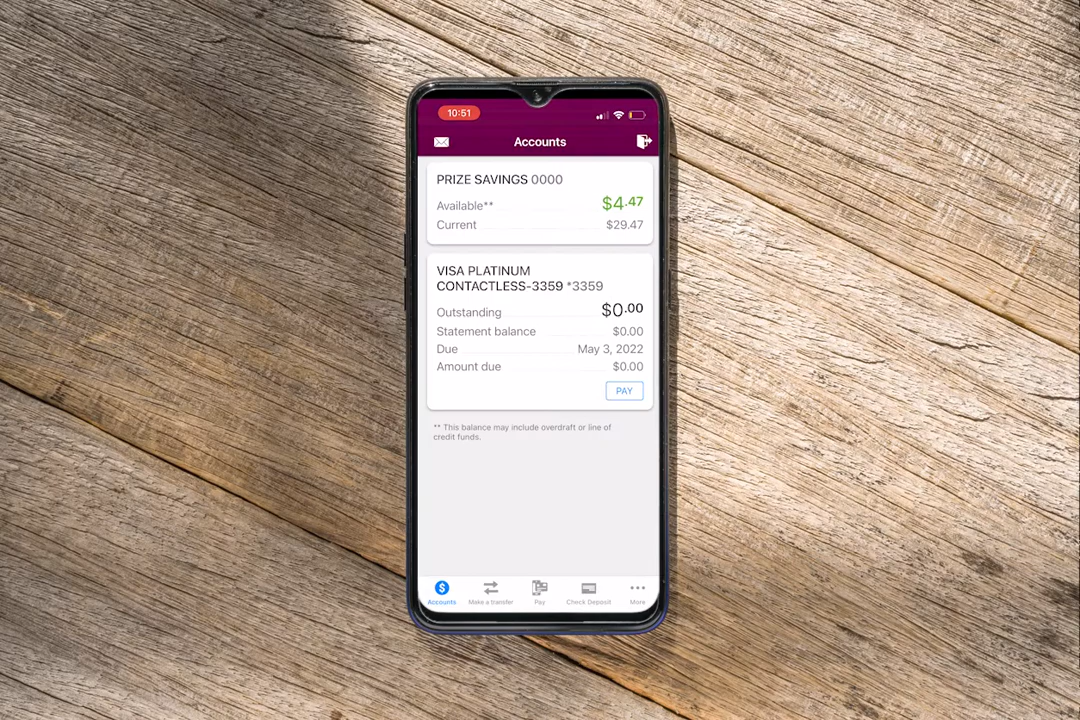 10:51
Accounts
PRIZE SAVINGS 0000
Available** $4.47
Current $29.47
VISA PLATINUM
CONTACTLESS-3359 *3359
Outstanding $0.00
Statement balance $0.00
Due May 3, 2022
Amount due $0.00
PAY
** This balance may include overdraft or line of
credit funds.
Accounts Make a transfer Pay Check Deposit More